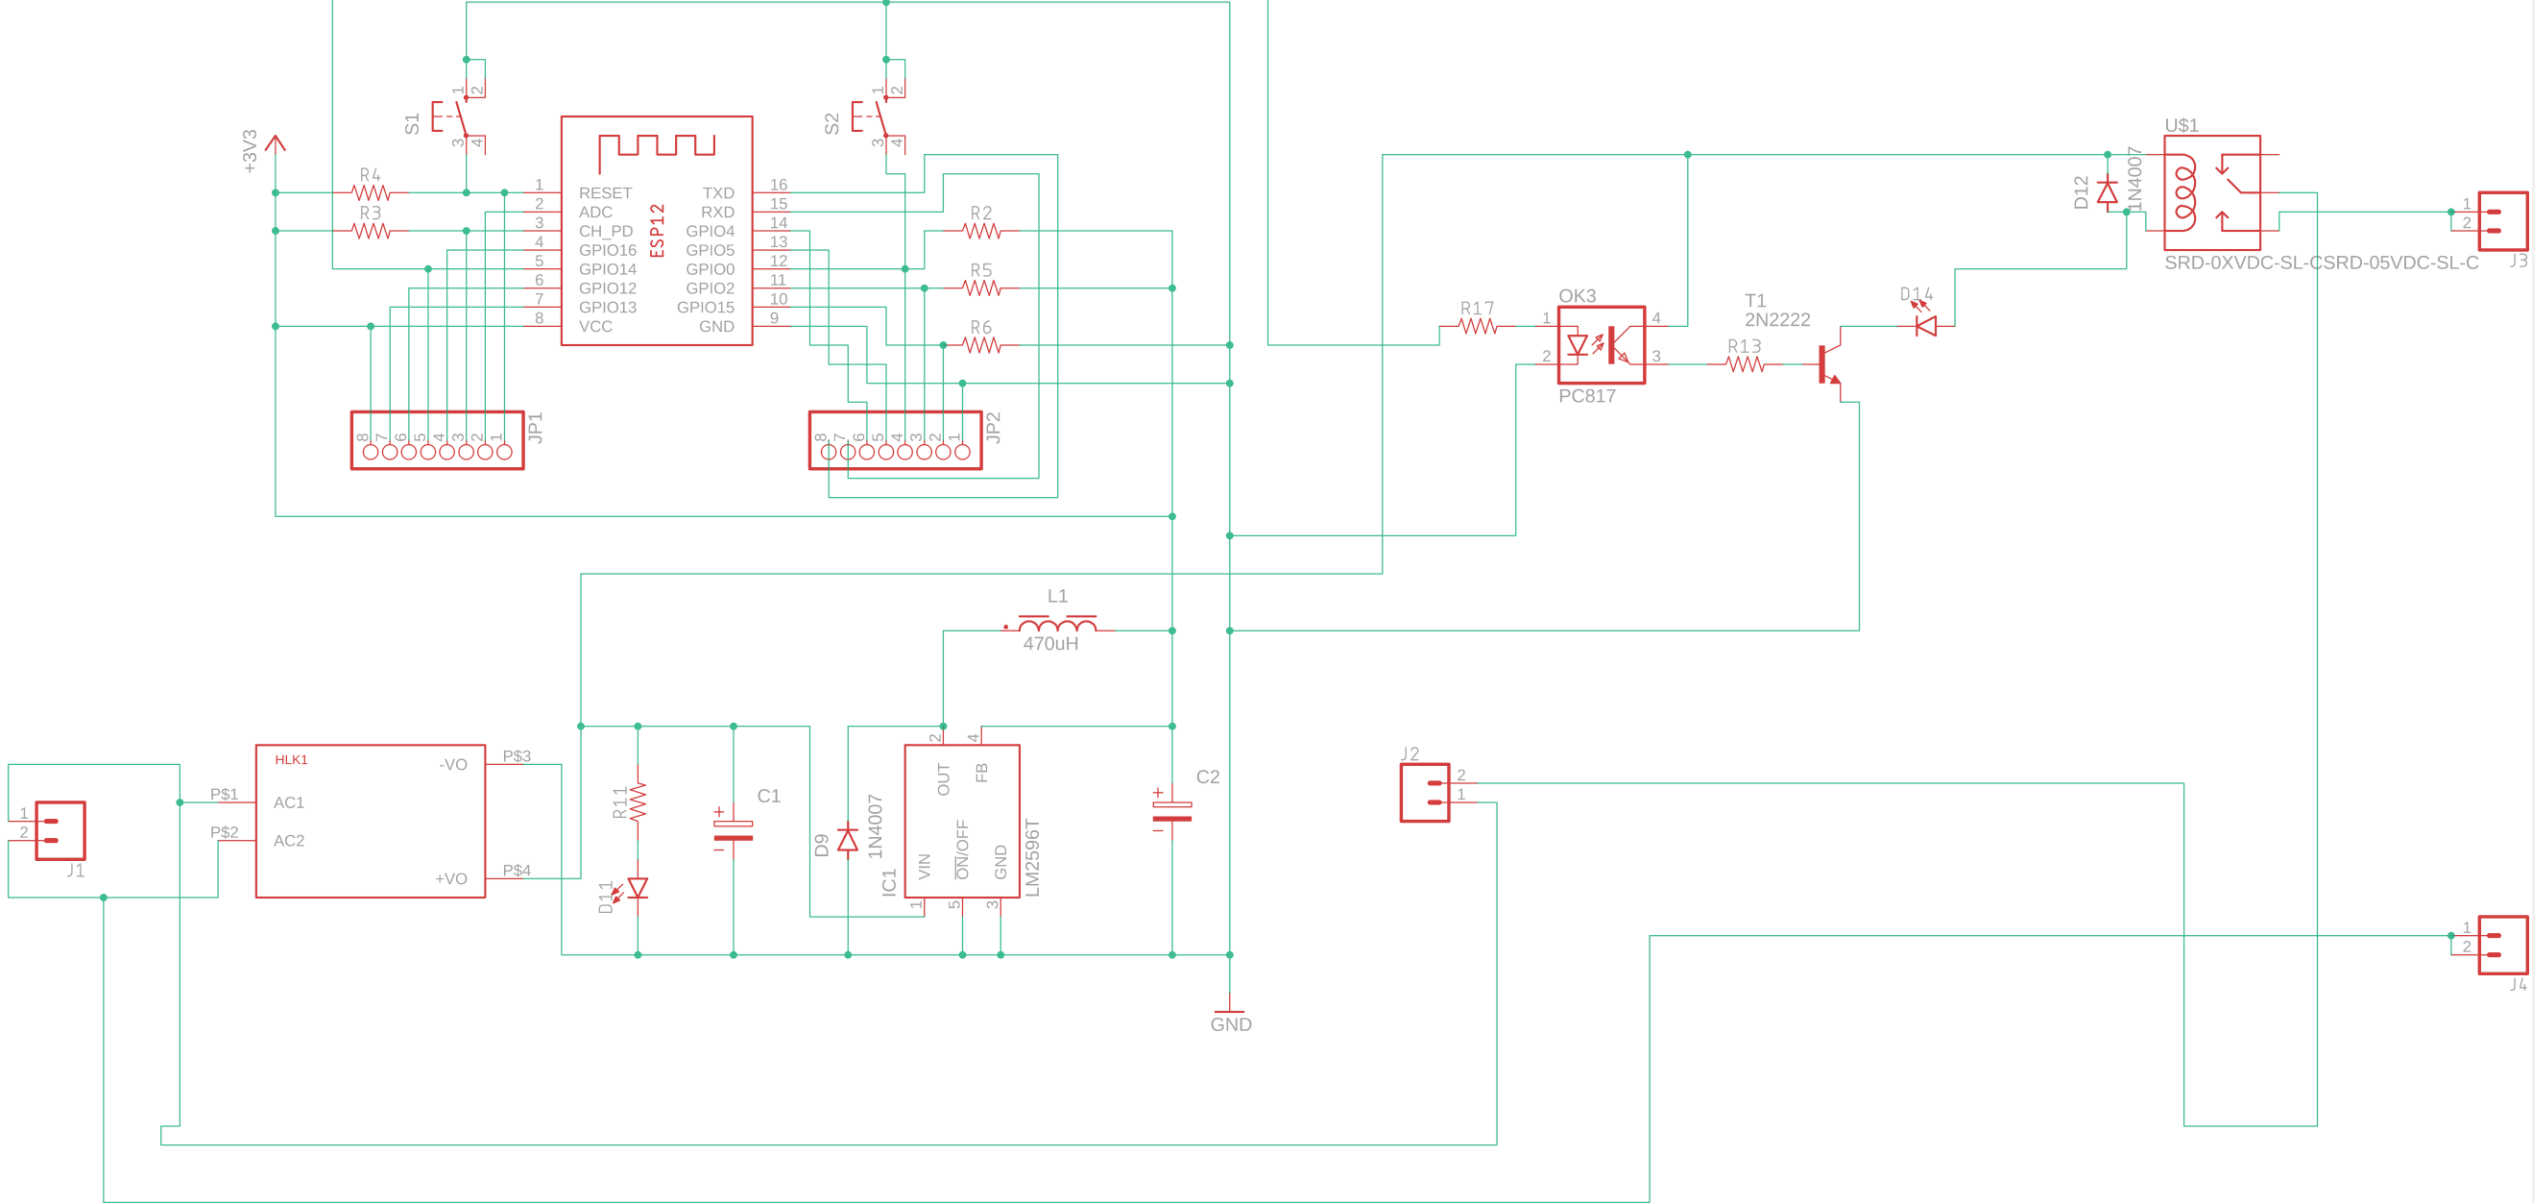 +3V3
R4
R3
S1
1
2
3
4
S2
1
2
3
4
ESP12
1 RESET
2 ADC
3 CH_PD
4 GPIO16
5 GPIO14
6 GPIO12
7 GPIO13
8 VCC
TXD 16
RXD 15
GPIO4 14
GPIO5 13
GPIO0 12
GPIO2 11
GPIO15 10
GND 9
R2
R5
R6
8 7 6 5 4 3 2 1
JP1
8 7 6 5 4 3 2 1
JP2
U$1
D12
1N4007
SRD-0XVDC-SL-CSRD-05VDC-SL-C
1
2
J3
R17
OK3
1
2
4
3
PC817
R13
T1
2N2222
D14
L1
470uH
HLK1
P$1
AC1
P$2
AC2
P$3
-VO
P$4
+VO
1
2
J1
R11
D11
C1
+
−
D9
1N4007
IC1
2
OUT
4
FB
VIN
ON/OFF
GND
1
5
3
LM2596T
C2
+
−
GND
J2
2
1
1
2
J4